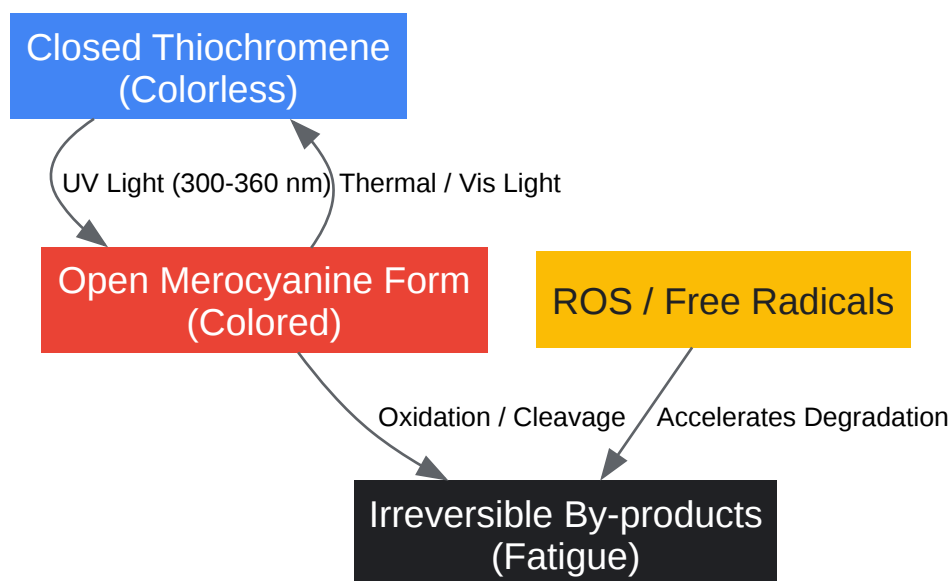 Closed Thiochromene
(Colorless)
UV Light (300-360 nm)
Thermal / Vis Light
Open Merocyanine Form
(Colored)
ROS / Free Radicals
Oxidation / Cleavage
Accelerates Degradation
Irreversible By-products
(Fatigue)